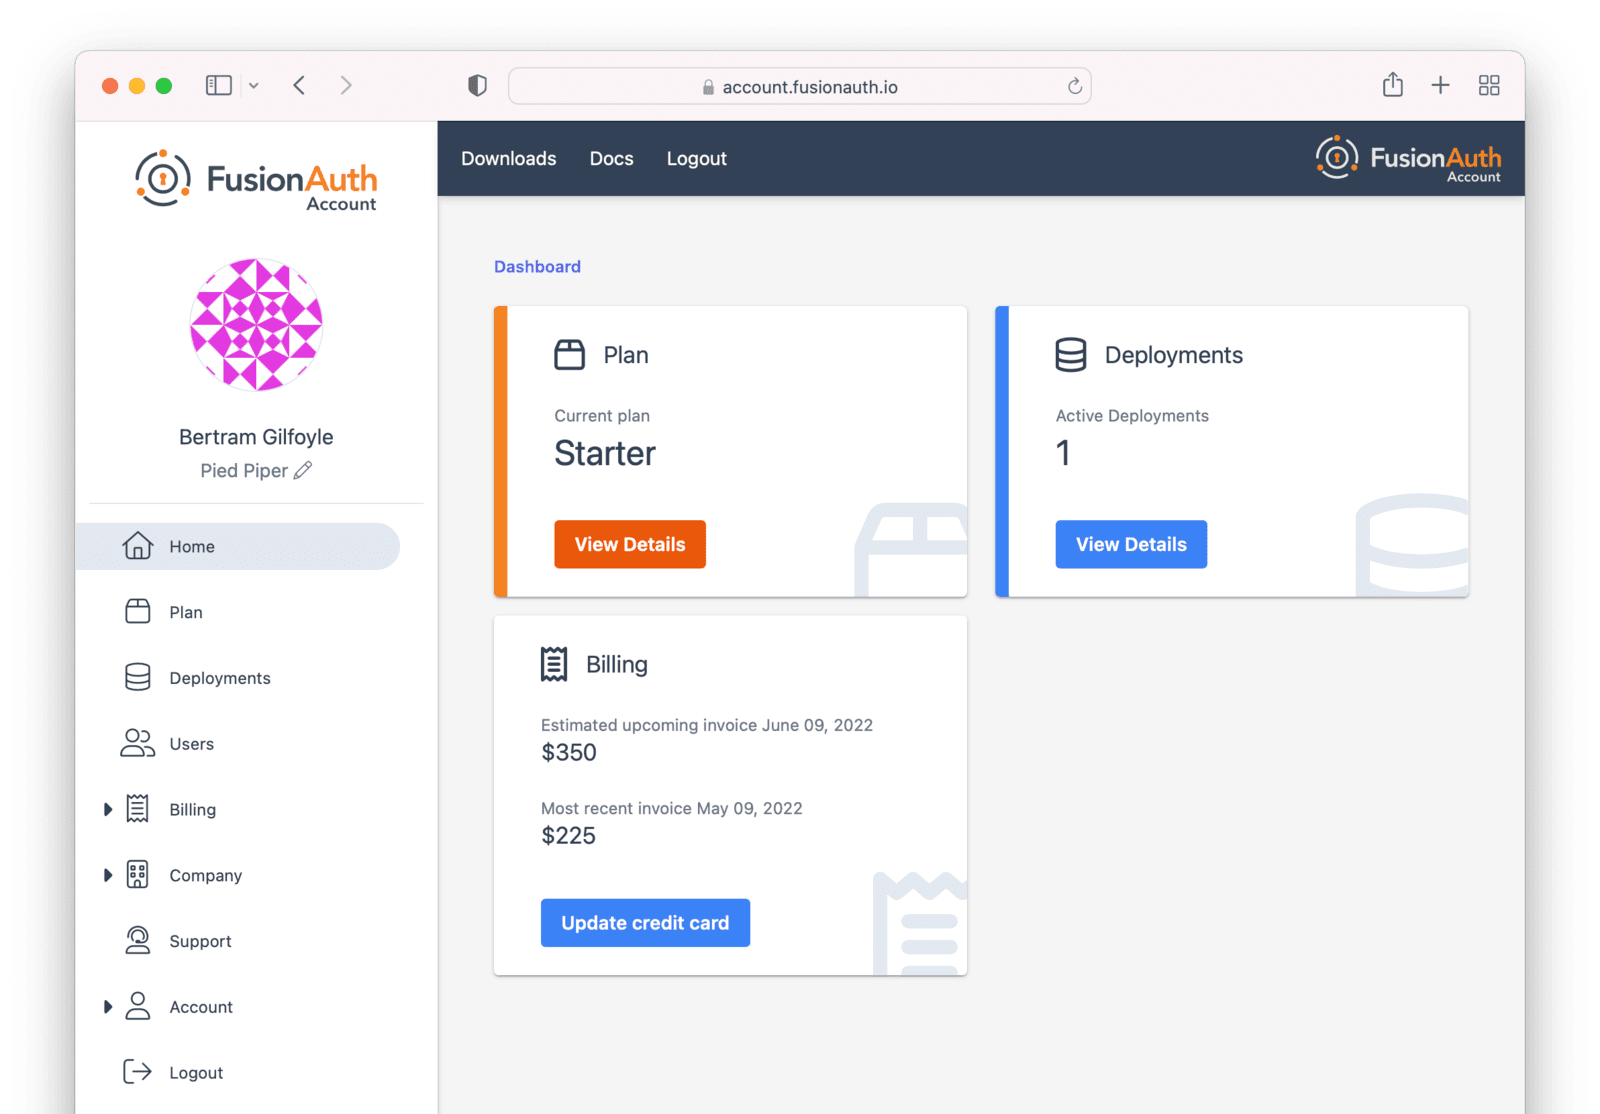 account.fusionauth.io
FusionAuth
Account
Bertram Gilfoyle
Pied Piper
Home
Plan
Deployments
Users
Billing
Company
Support
Account
Logout
Downloads Docs Logout
FusionAuth
Account
Dashboard
Plan
Current plan
Starter
View Details
Deployments
Active Deployments
1
View Details
Billing
Estimated upcoming invoice June 09, 2022
$350
Most recent invoice May 09, 2022
$225
Update credit card